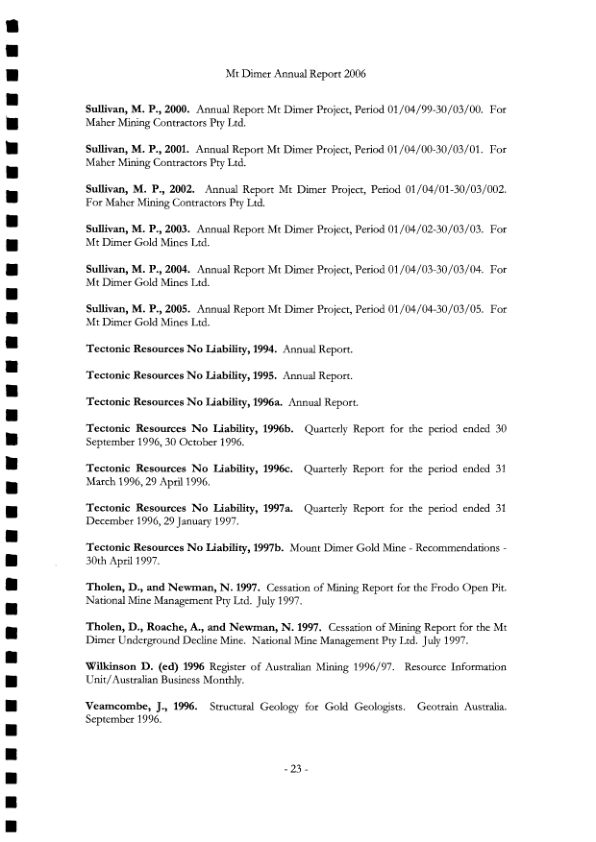 Mt Dimer Annual Report 2006
Sullivan, M. P., 2000. Annual Report Mt Dimer Project, Period 01/04/99-30/03/00. For
Maher Mining Contractors Pty Ltd.
Sullivan, M. P., 2001. Annual Report Mt Dimer Project, Period 01/04/00-30/03/01. For
Maher Mining Contractors Pty Ltd.
Sullivan, M. P., 2002. Annual Report Mt Dimer Project, Period 01/04/01-30/03/002.
For Maher Mining Contractors Pty Ltd.
Sullivan, M. P., 2003. Annual Report Mt Dimer Project, Period 01/04/02-30/03/03. For
Mt Dimer Gold Mines Ltd.
Sullivan, M. P., 2004. Annual Report Mt Dimer Project, Period 01/04/03-30/03/04. For
Mt Dimer Gold Mines Ltd.
Sullivan, M. P., 2005. Annual Report Mt Dimer Project, Period 01/04/04-30/03/05. For
Mt Dimer Gold Mines Ltd.
Tectonic Resources No Liability, 1994. Annual Report.
Tectonic Resources No Liability, 1995. Annual Report.
Tectonic Resources No Liability, 1996a. Annual Report.
Tectonic Resources No Liability, 1996b. Quarterly Report for the period ended 30
September 1996, 30 October 1996.
Tectonic Resources No Liability, 1996c. Quarterly Report for the period ended 31
March 1996, 29 April 1996.
Tectonic Resources No Liability, 1997a. Quarterly Report for the period ended 31
December 1996, 29 January 1997.
Tectonic Resources No Liability, 1997b. Mount Dimer Gold Mine - Recommendations -
30th April 1997.
Tholen, D., and Newman, N. 1997. Cessation of Mining Report for the Frodo Open Pit.
National Mine Management Pty Ltd. July 1997.
Tholen, D., Roache, A., and Newman, N. 1997. Cessation of Mining Report for the Mt
Dimer Underground Decline Mine. National Mine Management Pty Ltd. July 1997.
Wilkinson D. (ed) 1996 Register of Australian Mining 1996/97. Resource Information
Unit/Australian Business Monthly.
Veamcombe, J., 1996. Structural Geology for Gold Geologists. Geotrain Australia.
September 1996.
- 23 -